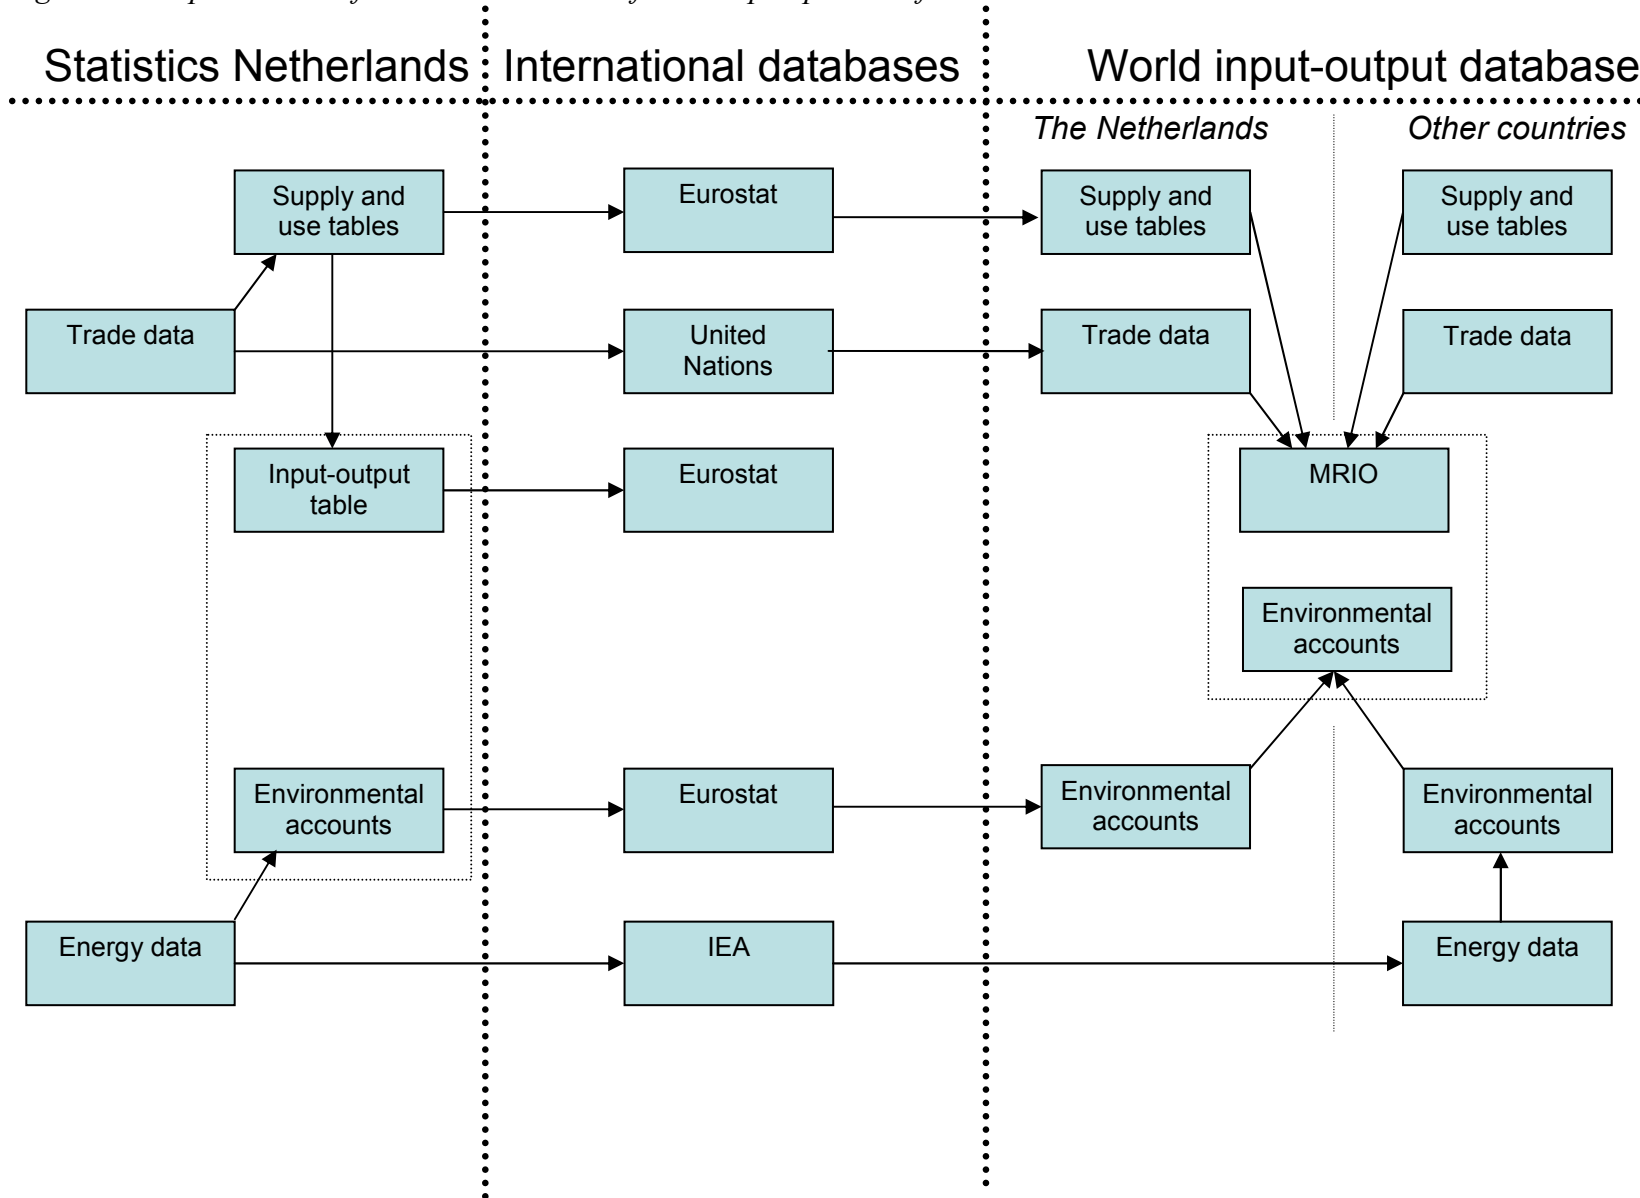 Statistics Netherlands
International databases
World input-output database
The Netherlands
Other countries
Supply and
use tables
Eurostat
Supply and
use tables
Supply and
use tables
Trade data
United
Nations
Trade data
Trade data
Input-output
table
Eurostat
MRIO
Environmental
accounts
Environmental
accounts
Eurostat
Environmental
accounts
Environmental
accounts
Energy data
IEA
Energy data